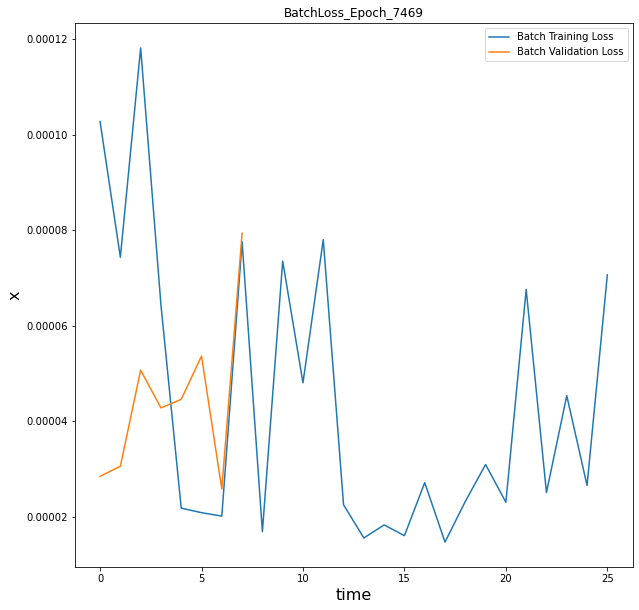 BatchLoss_Epoch_7469
Batch Training Loss
Batch Validation Loss
0.00012
0.00010
0.00008
0.00006
0.00004
0.00002
x
0 5 10 15 20 25
time